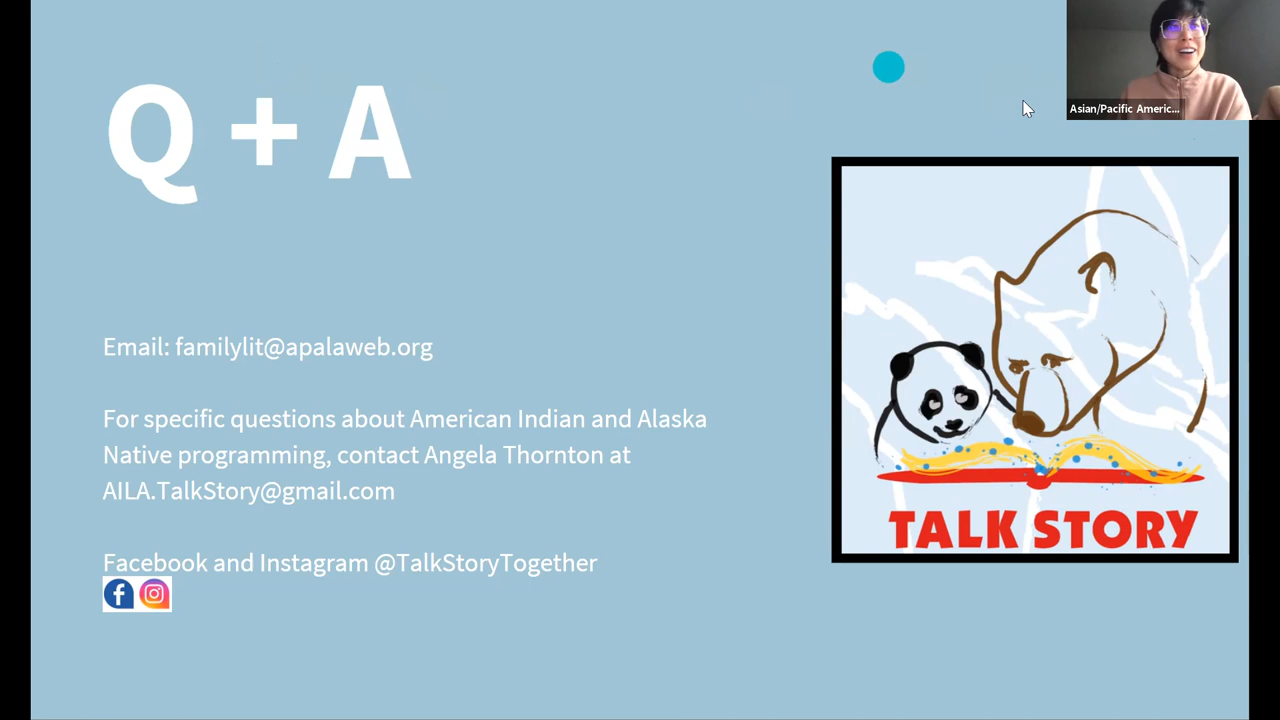 Q + A
Asian/Pacific Americ...
Email: familylit@apalaweb.org
For specific questions about American Indian and Alaska
Native programming, contact Angela Thornton at
AILA.TalkStory@gmail.com
Facebook and Instagram @TalkStoryTogether
TALK STORY